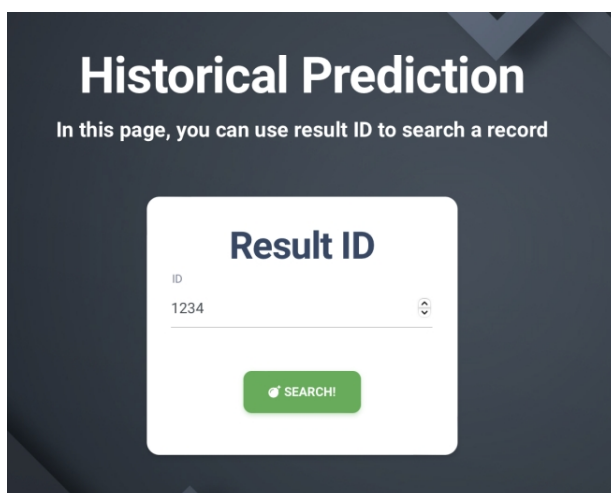 Historical Prediction
In this page, you can use result ID to search a record
Result ID
ID
1234
SEARCH!